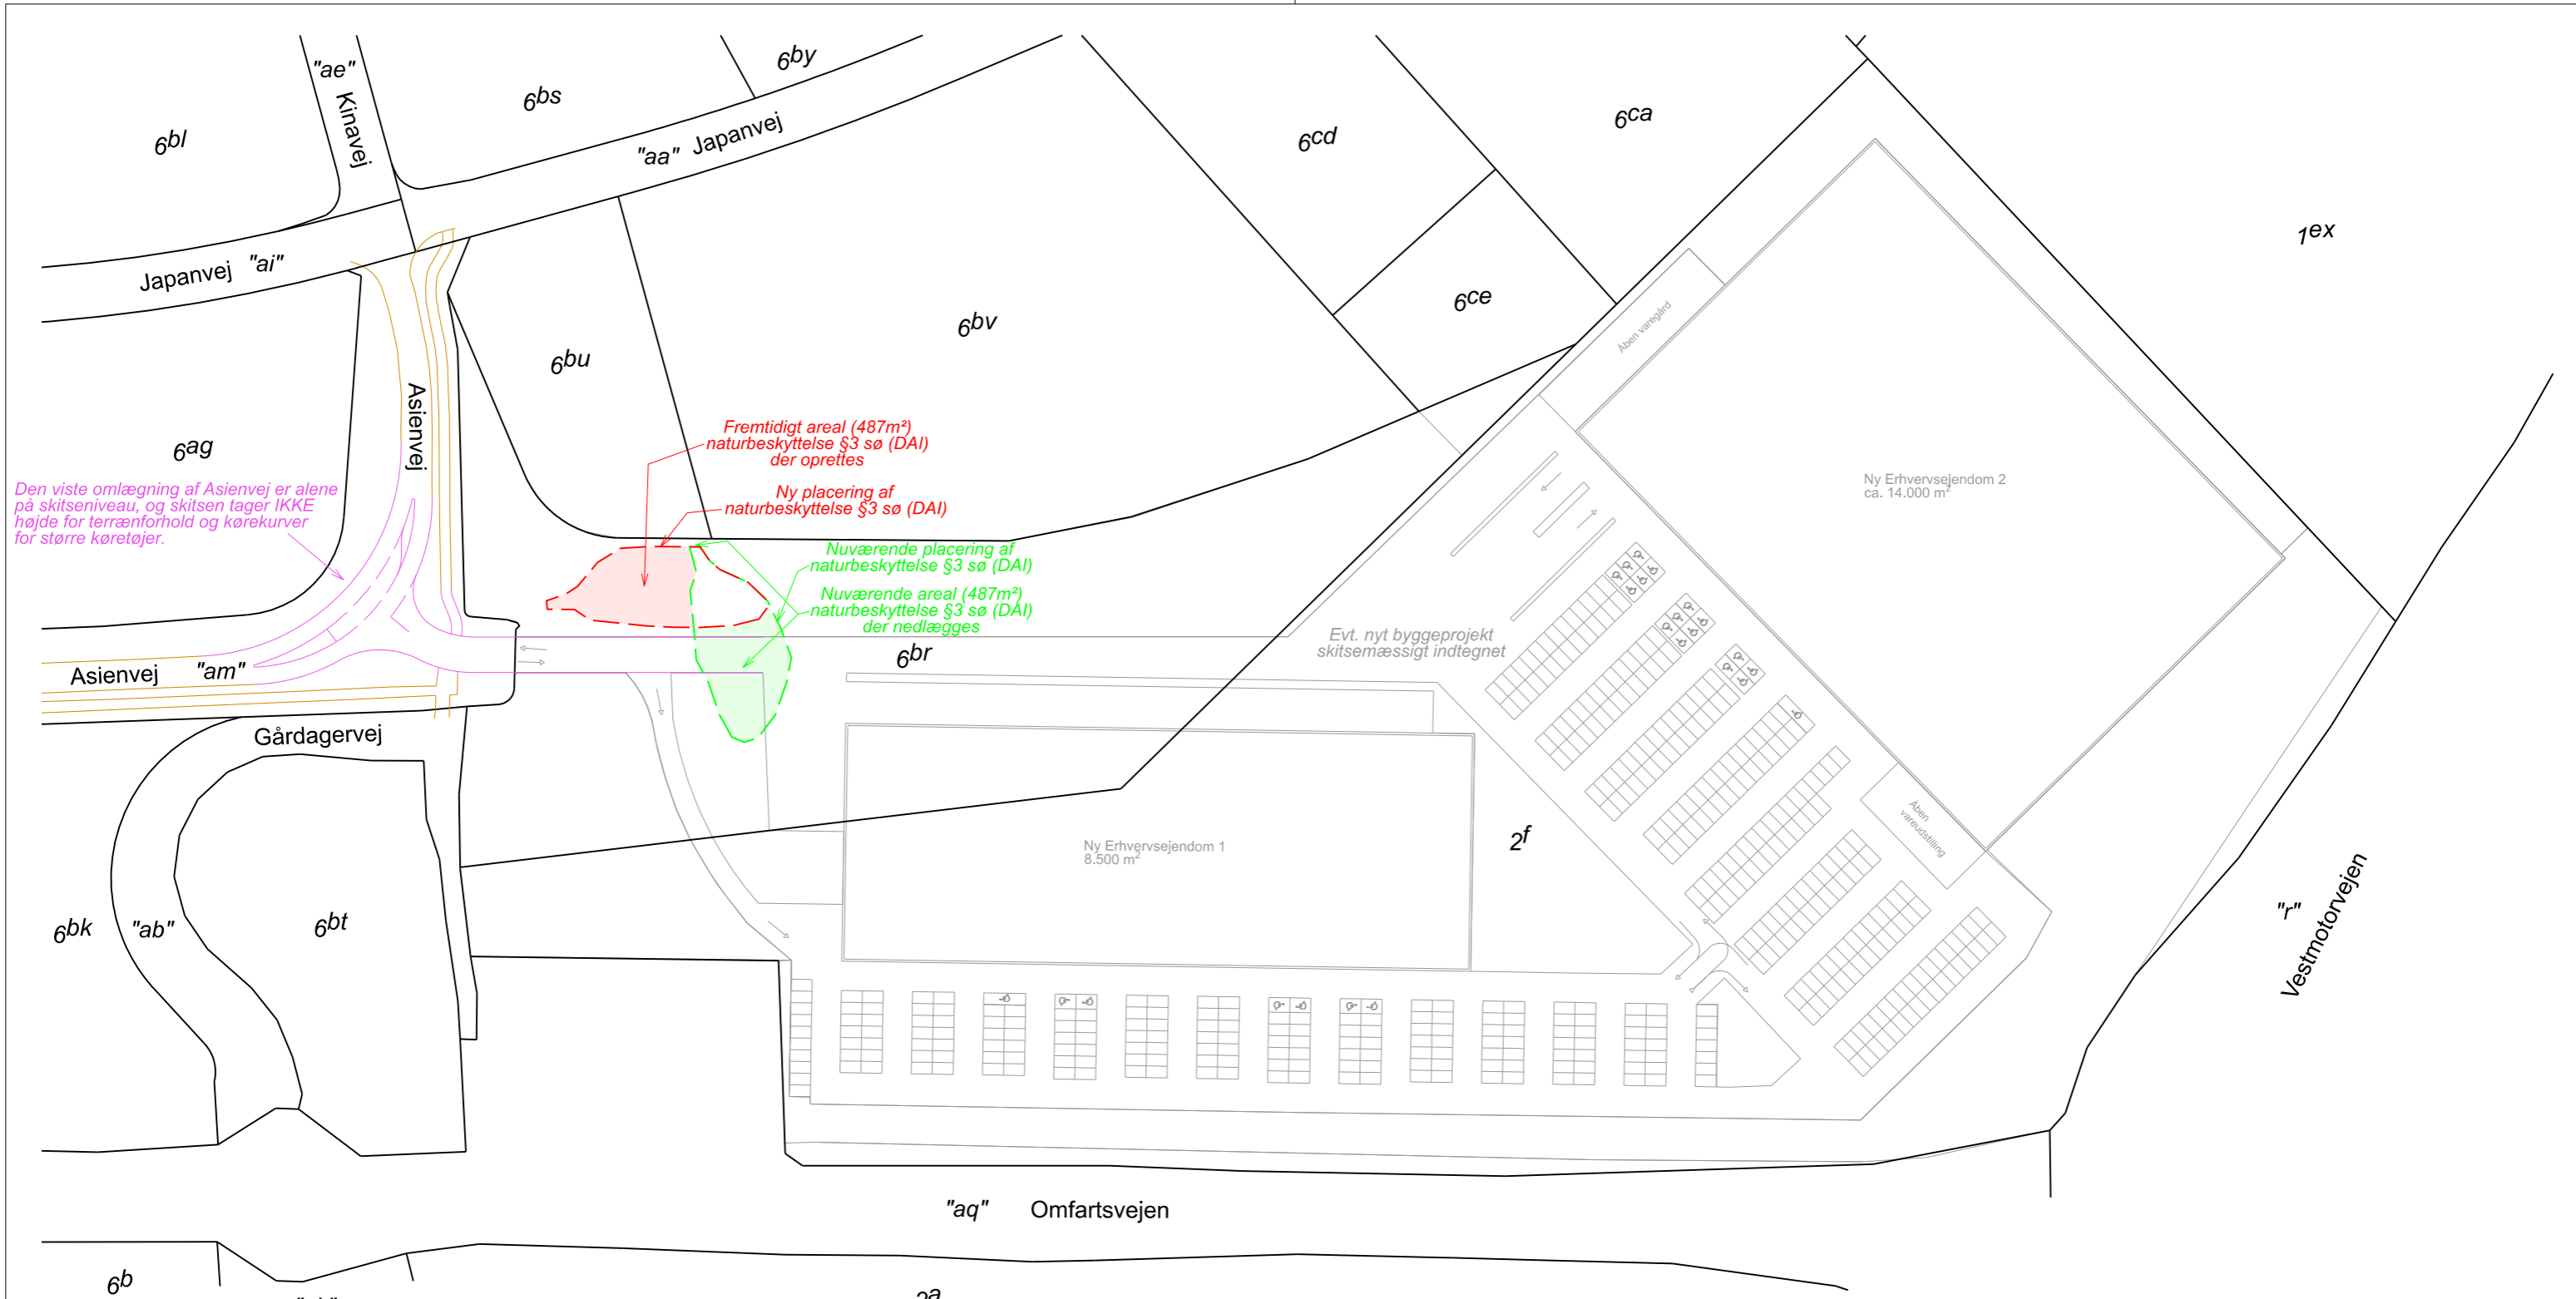 "ae"
Kinavej
6bl
6bs
6by
"aa" Japanvej
6cd
6ca
1ex
Japanvej "ai"
6bv
6ce
6bu
Åben varegård
Asienvej
6ag
Fremtidigt areal (487m²)
naturbeskyttelse §3 sø (DAI)
der oprettes
Ny placering af
naturbeskyttelse §3 sø (DAI)
Den viste omlægning af Asienvej er alene
på skitseniveau, og skitsen tager IKKE
højde for terrænforhold og kørekurver
for større køretøjer.
Ny Erhvervsejendom 2
ca. 14.000 m²
Nuværende placering af
naturbeskyttelse §3 sø (DAI)
Nuværende areal (487m²)
naturbeskyttelse §3 sø (DAI)
der nedlægges
Evt. nyt byggeprojekt
skitsemæssigt indtegnet
6br
Asienvej "am"
Gårdagervej
Ny Erhvervsejendom 1
8.500 m²
2f
Åben
vareudstilling
6bk
"ab"
6bt
"r"
Vestmotorvejen
"aq" Omfartsvejen
6b